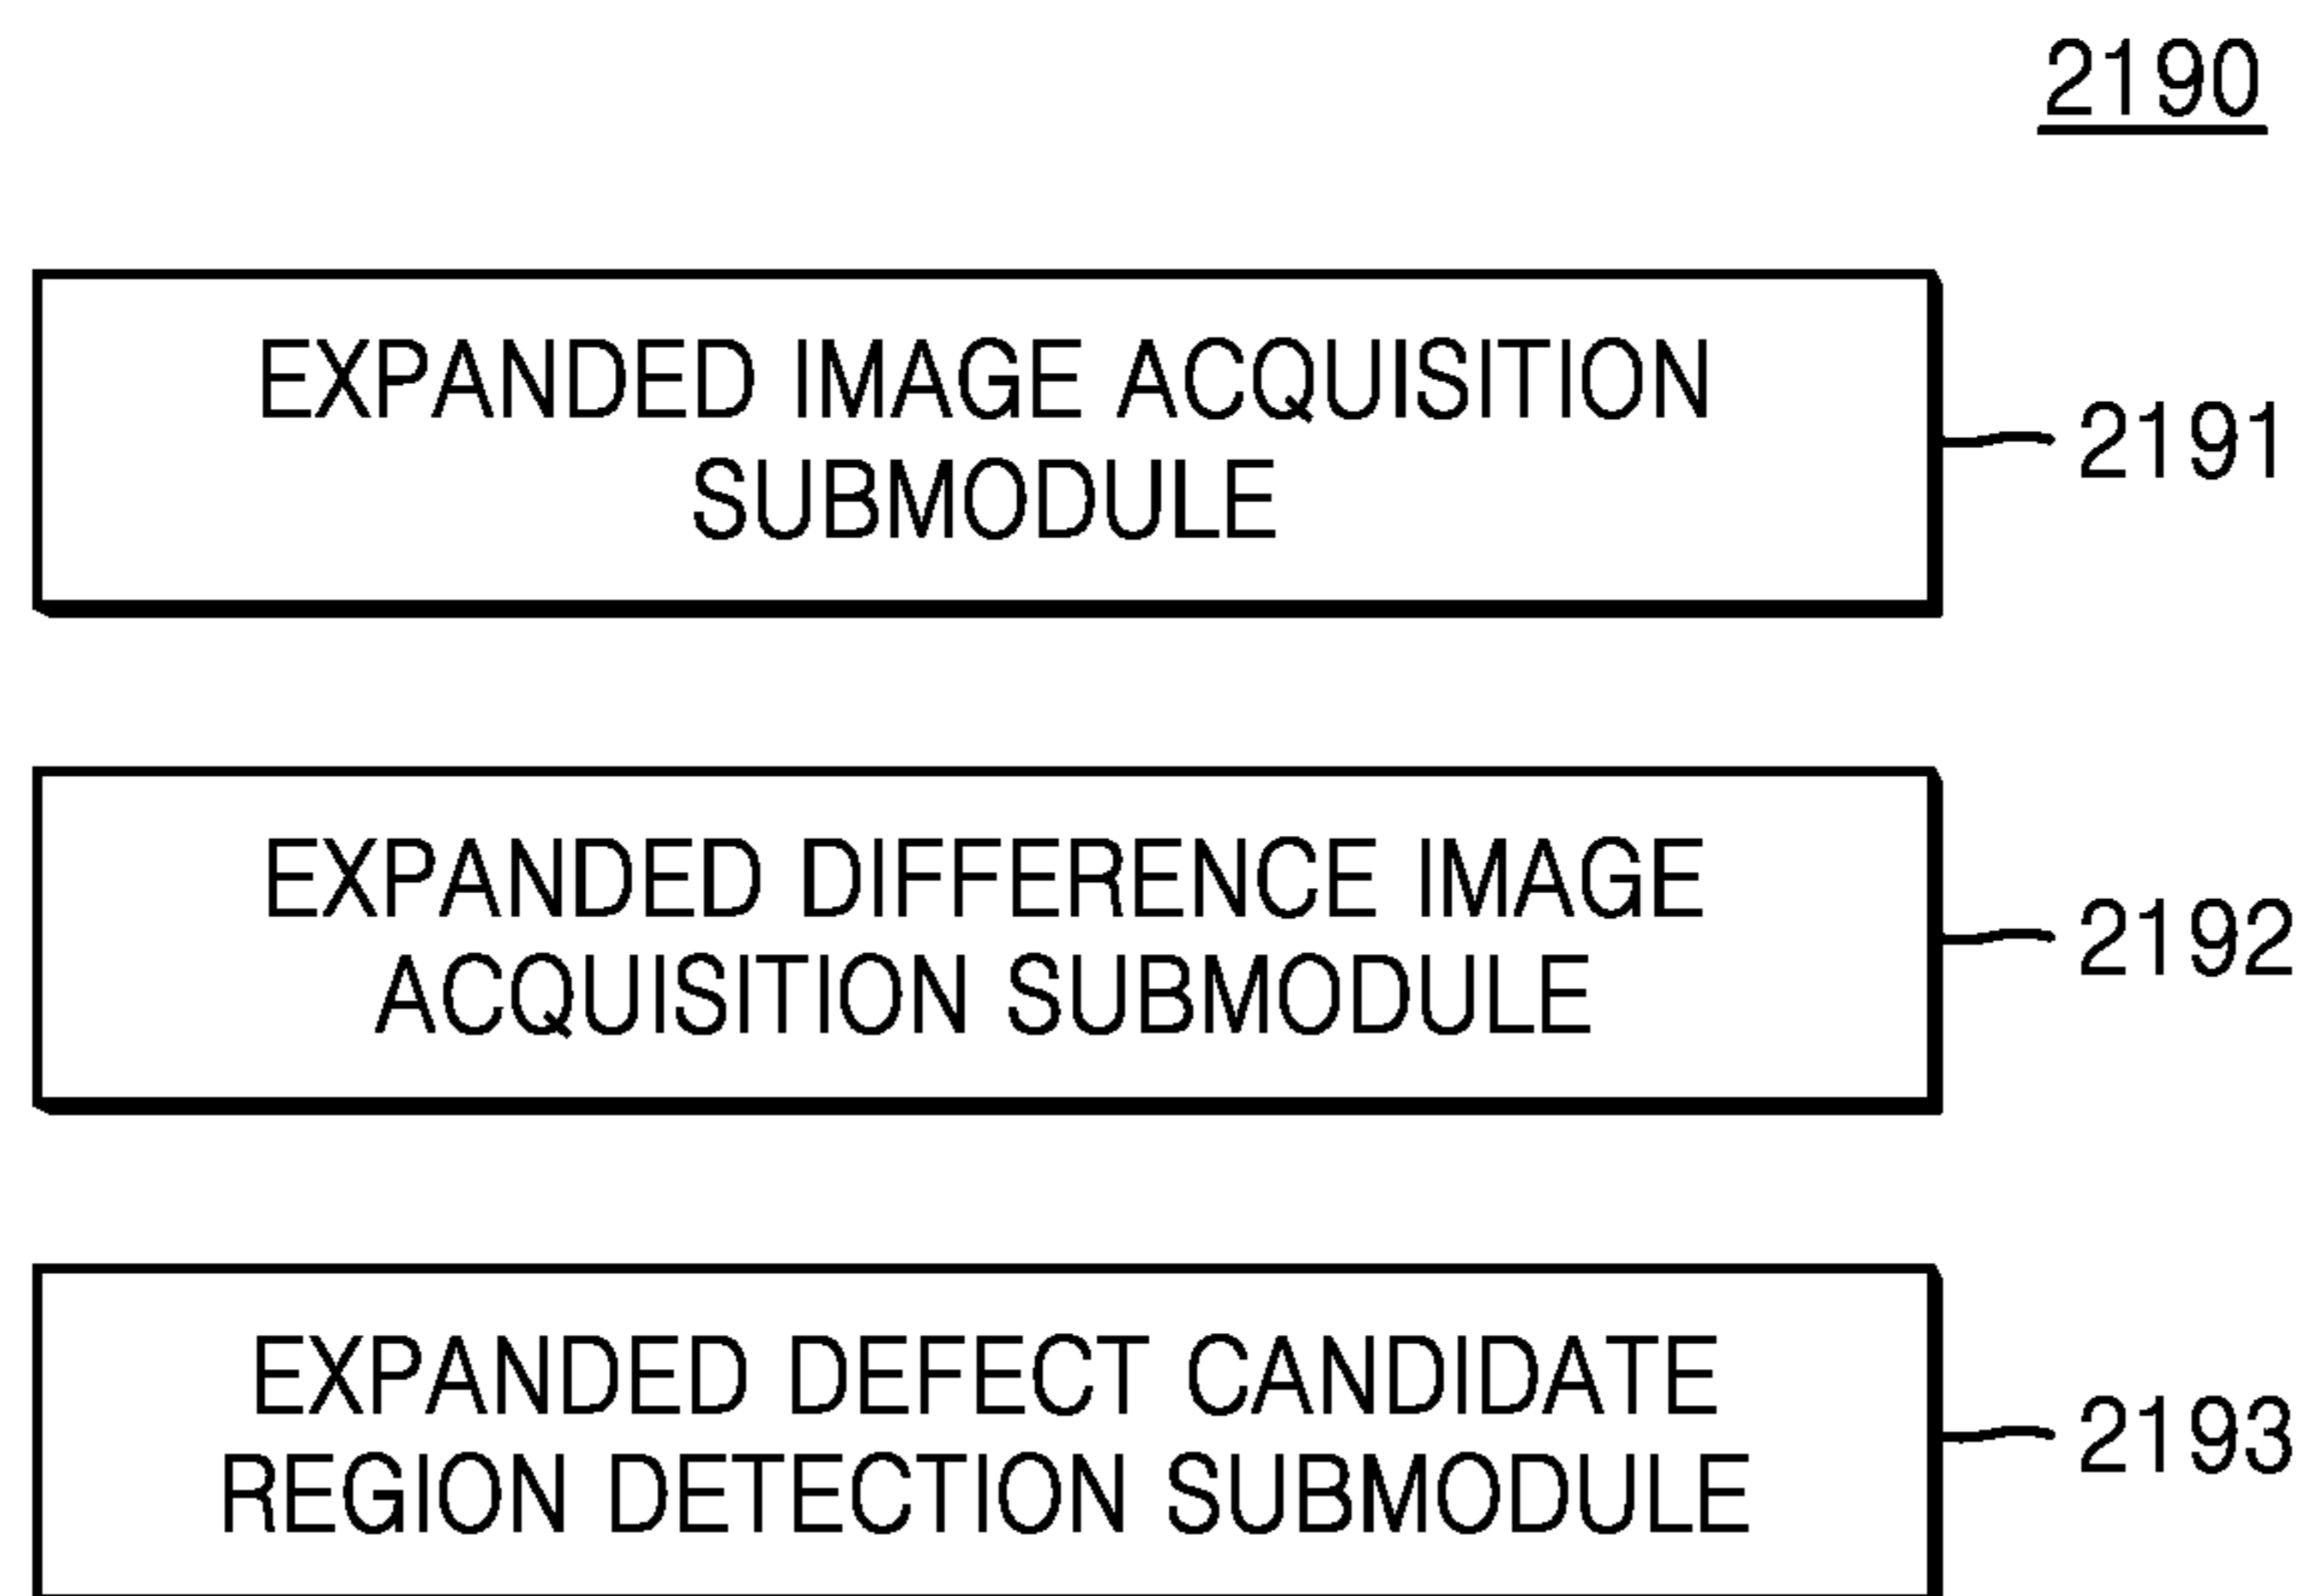 2190
EXPANDED IMAGE ACQUISITION
SUBMODULE
2191
EXPANDED DIFFERENCE IMAGE
ACQUISITION SUBMODULE
2192
EXPANDED DEFECT CANDIDATE
REGION DETECTION SUBMODULE
2193